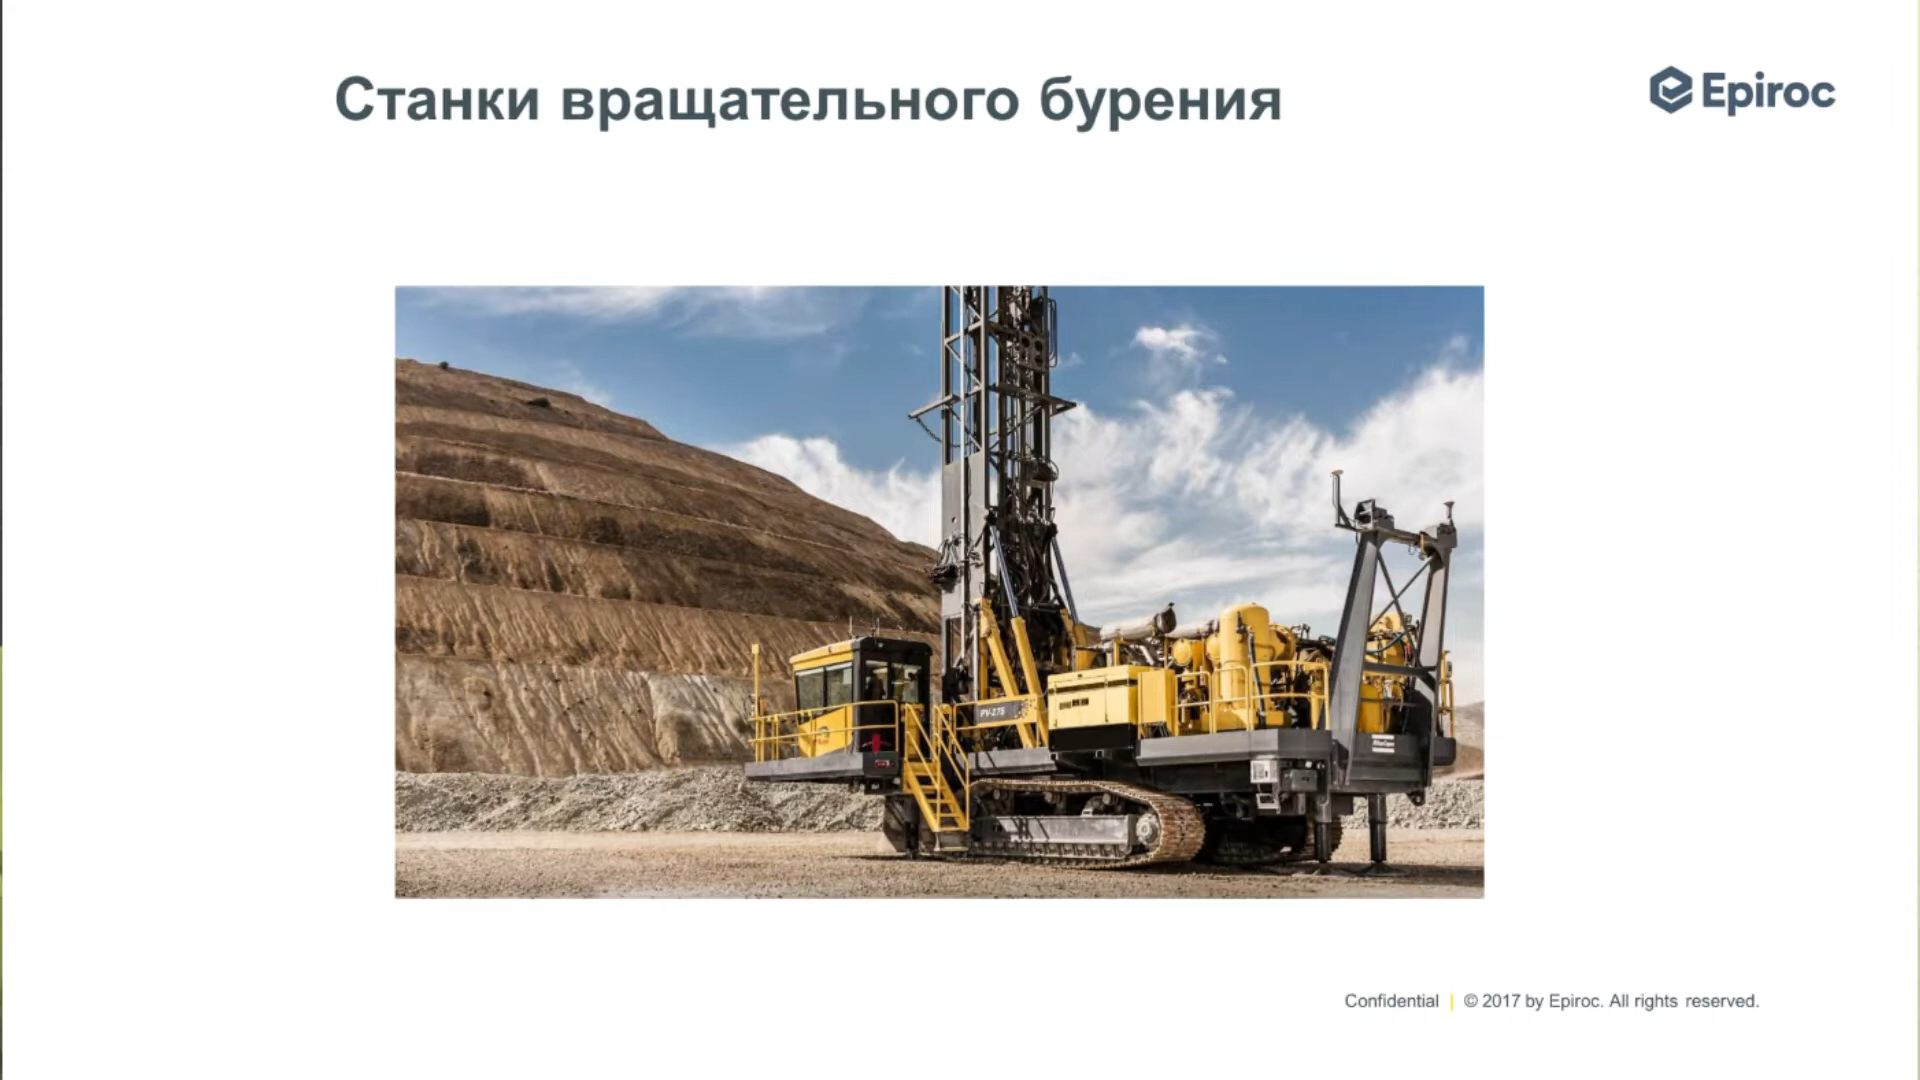 Станки вращательного бурения
Epiroc
PV-275
Confidential | © 2017 by Epiroc. All rights reserved.